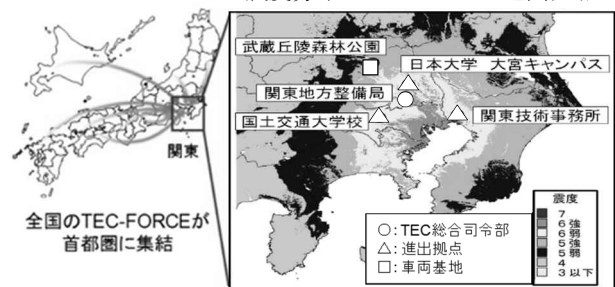 武蔵丘陵森林公園
日本大学 大宮キャンパス
関東地方整備局
国土交通大学校
関東技術事務所
関東
全国のTEC-FORCEが
首都圏に集結
○:TEC総合司令部
△:進出拠点
□:車両基地
震度
7
6強
6弱
5強
5弱
4
3以下